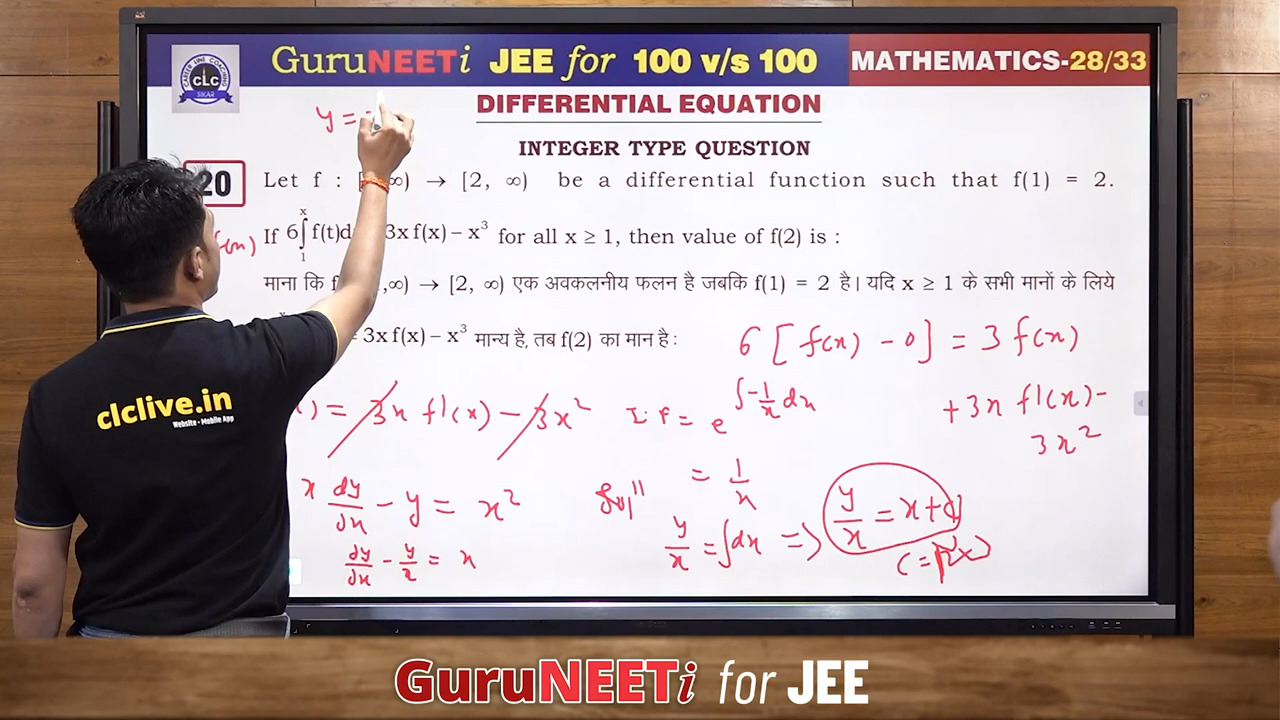 GuruNEETi JEE for 100 v/s 100 MATHEMATICS-28/33
CLC
SIKAR
DIFFERENTIAL EQUATION
y =
INTEGER TYPE QUESTION
20 Let f : ∞) → [2, ∞) be a differential function such that f(1) = 2.
If 6∫₁ˣ f(t)d 3x f(x) – x³ for all x ≥ 1, then value of f(2) is :
माना कि ,∞) → [2, ∞) एक अवकलनीय फलन है जबकि f(1) = 2 है। यदि x ≥ 1 के सभी मानों के लिये
= 3x f(x) – x³ मान्य है, तब f(2) का मान है :
6 [ f(x) - 0] = 3 f(x)
+3x f'(x) -
3x²
) = 3x f'(x) - 3x²
I.F = e^∫-1/x dx
= 1/x
x dy/dx - y = x²
dy/dx - y/x = x
Solⁿ
y/x = ∫dx => y/x = x+
clclive.in
Website • Mobile App
GuruNEETi for JEE